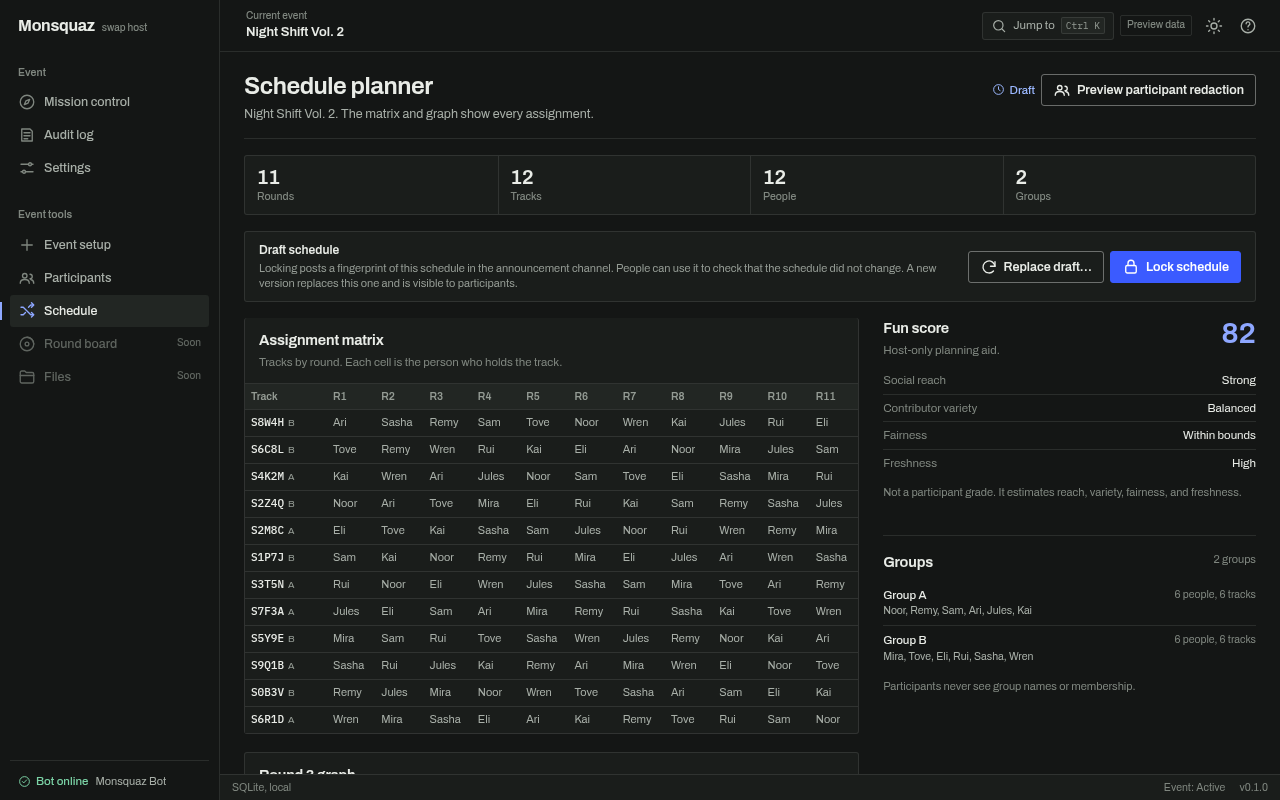 Monsquaz swap host
Event
Mission control
Audit log
Settings
Event tools
Event setup
Participants
Schedule
Round board Soon
Files Soon
Bot online Monsquaz Bot
Current event
Night Shift Vol. 2
Jump to Ctrl K
Preview data
Schedule planner
Night Shift Vol. 2. The matrix and graph show every assignment.
Draft
Preview participant redaction
11 12 12 2
Rounds Tracks People Groups
Draft schedule
Locking posts a fingerprint of this schedule in the announcement channel. People can use it to check that the schedule did not change. A new
version replaces this one and is visible to participants.
Replace draft...
Lock schedule
Assignment matrix
Tracks by round. Each cell is the person who holds the track.
Track R1 R2 R3 R4 R5 R6 R7 R8 R9 R10 R11
S8W4H B Ari Sasha Remy Sam Tove Noor Wren Kai Jules Rui Eli
S6C8L B Tove Remy Wren Rui Kai Eli Ari Noor Mira Jules Sam
S4K2M A Kai Wren Ari Jules Noor Sam Tove Eli Sasha Mira Rui
S2Z4Q B Noor Ari Tove Mira Eli Rui Kai Sam Remy Sasha Jules
S2M8C A Eli Tove Kai Sasha Sam Jules Noor Rui Wren Remy Mira
S1P7J B Sam Kai Noor Remy Rui Mira Eli Jules Ari Wren Sasha
S3T5N A Rui Noor Eli Wren Jules Sasha Sam Mira Tove Ari Remy
S7F3A A Jules Eli Sam Ari Mira Remy Rui Sasha Kai Tove Wren
S5Y9E B Mira Sam Rui Tove Sasha Wren Jules Remy Noor Kai Ari
S9Q1B A Sasha Rui Jules Kai Remy Ari Mira Wren Eli Noor Tove
S0B3V B Remy Jules Mira Noor Wren Tove Sasha Ari Sam Eli Kai
S6R1D A Wren Mira Sasha Eli Ari Kai Remy Tove Rui Sam Noor
Fun score 82
Host-only planning aid.
Social reach Strong
Contributor variety Balanced
Fairness Within bounds
Freshness High
Not a participant grade. It estimates reach, variety, fairness, and freshness.
Groups 2 groups
Group A 6 people, 6 tracks
Noor, Remy, Sam, Ari, Jules, Kai
Group B 6 people, 6 tracks
Mira, Tove, Eli, Rui, Sasha, Wren
Participants never see group names or membership.
SQLite, local
Event: Active v0.1.0